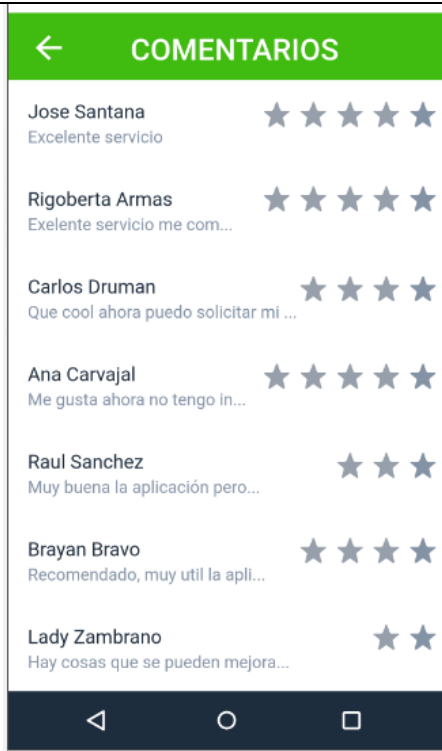 COMENTARIOS
Jose Santana
Excelente servicio
Rigoberta Armas
Exelente servicio me com...
Carlos Druman
Que cool ahora puedo solicitar mi ...
Ana Carvajal
Me gusta ahora no tengo in...
Raul Sanchez
Muy buena la aplicación pero...
Brayan Bravo
Recomendado, muy util la apli...
Lady Zambrano
Hay cosas que se pueden mejora...